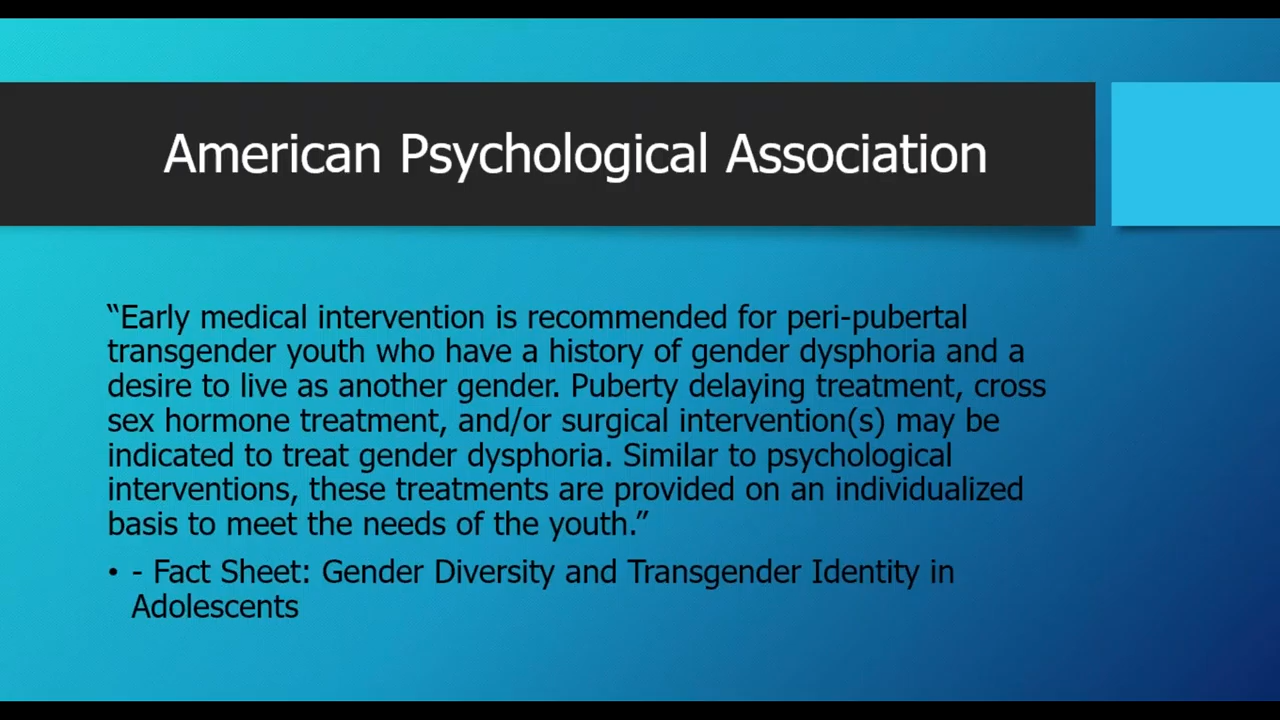 American Psychological Association
“Early medical intervention is recommended for peri-pubertal
transgender youth who have a history of gender dysphoria and a
desire to live as another gender. Puberty delaying treatment, cross
sex hormone treatment, and/or surgical intervention(s) may be
indicated to treat gender dysphoria. Similar to psychological
interventions, these treatments are provided on an individualized
basis to meet the needs of the youth.”
• - Fact Sheet: Gender Diversity and Transgender Identity in
Adolescents